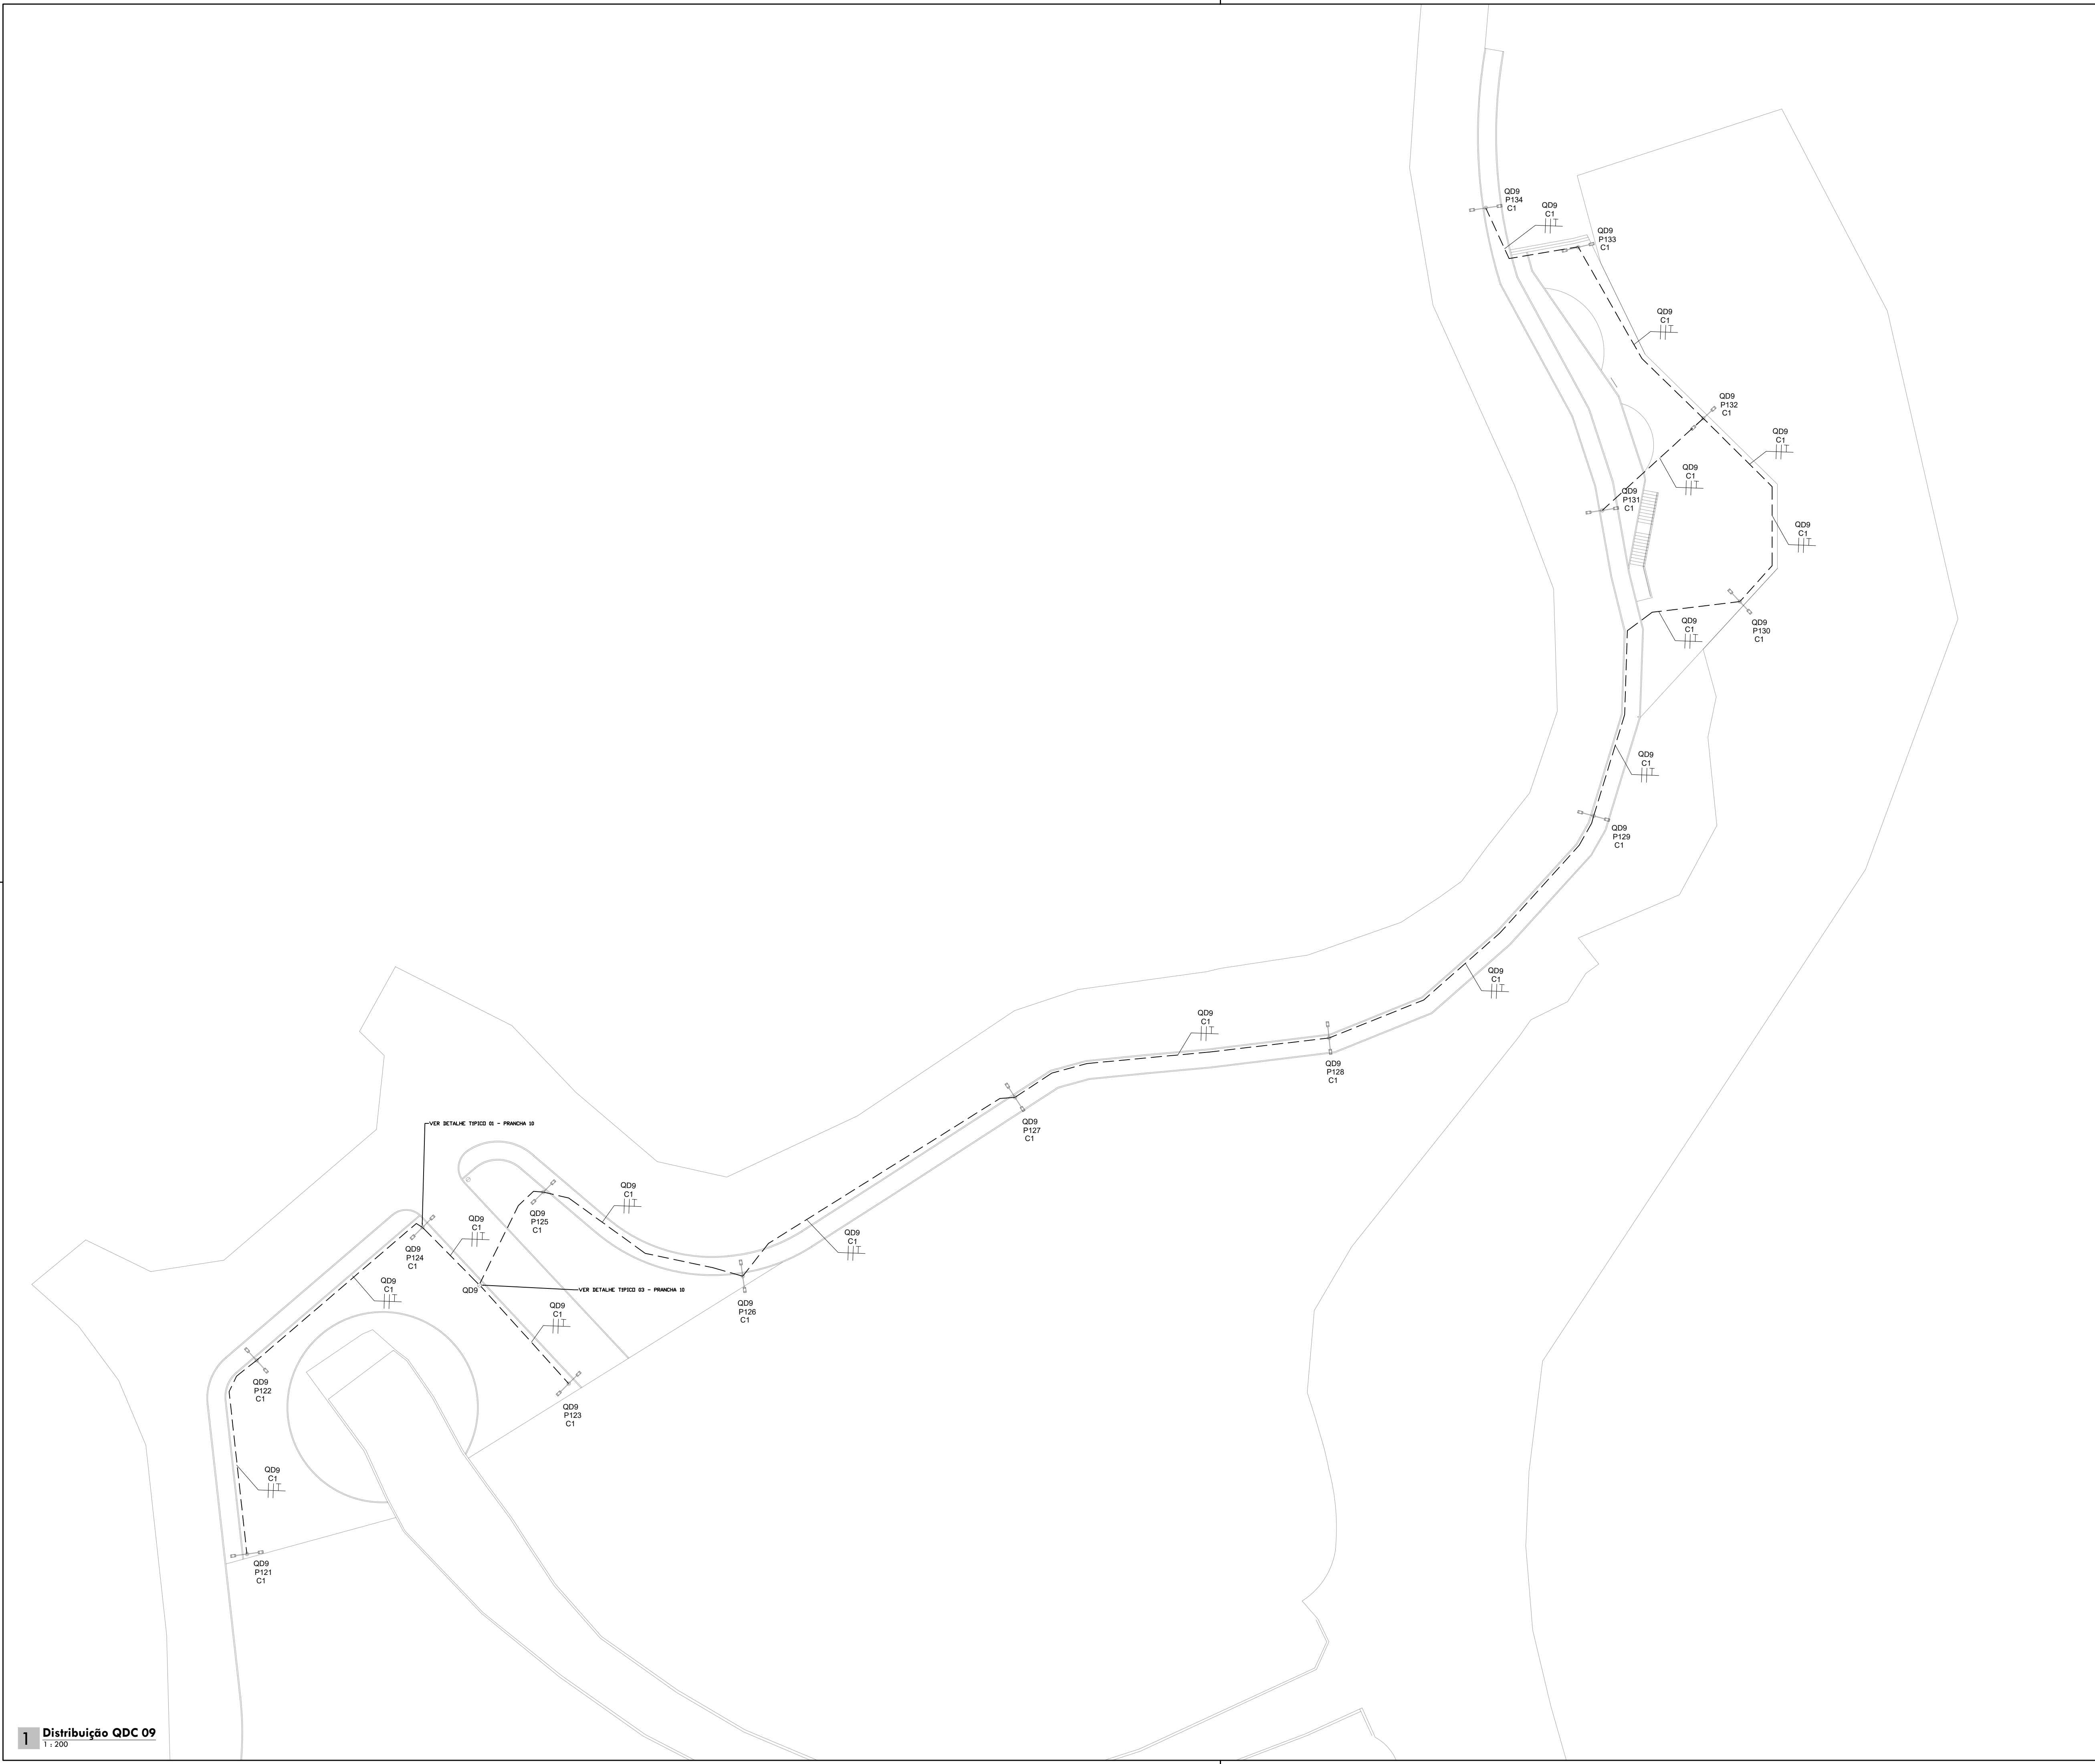 QD9
P134
C1
QD9
C1
T
QD9
P133
C1
QD9
C1
T
QD9
P132
C1
QD9
C1
T
QD9
C1
T
QD9
P131
C1
QD9
C1
T
QD9
C1
T
QD9
P130
C1
QD9
C1
T
QD9
P129
C1
QD9
C1
T
QD9
C1
T
QD9
P128
C1
QD9
P127
C1
VER DETALHE TIPICO 01 - PRANCHA 10
QD9
C1
T
QD9
P125
C1
QD9
C1
T
QD9
C1
T
QD9
P124
C1
QD9
C1
T
QD9
VER DETALHE TIPICO 03 - PRANCHA 10
QD9
P126
C1
QD9
C1
T
QD9
P122
C1
QD9
P123
C1
QD9
C1
T
QD9
P121
C1
1
Distribuição QDC 09
1 : 200